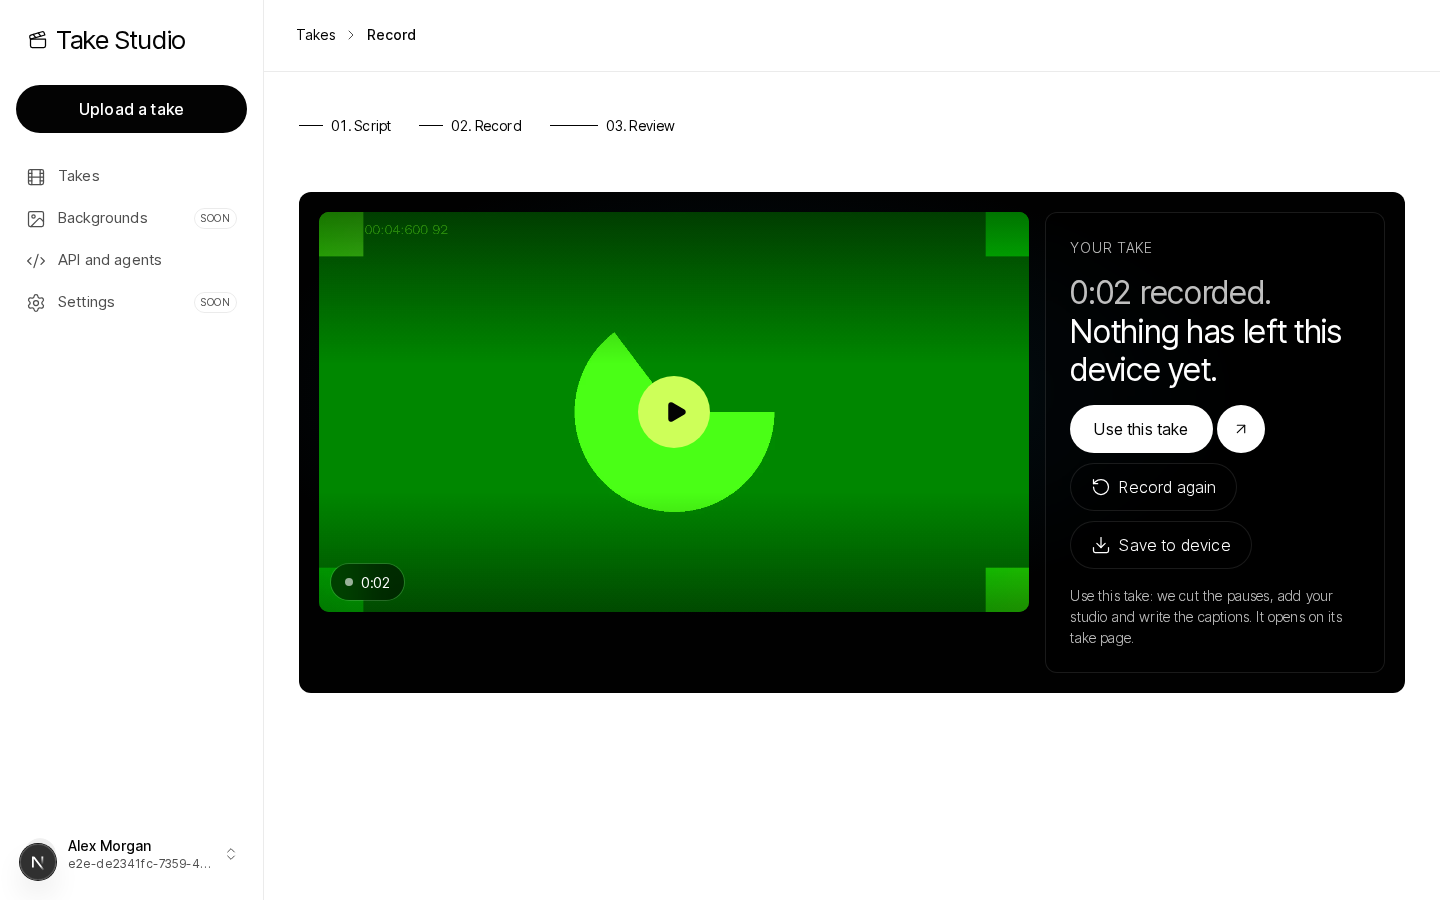 Take Studio
Upload a take
Takes
Backgrounds SOON
API and agents
Settings SOON
Alex Morgan
e2e-de2341fc-7359-4...
N
Takes > Record
01. Script 02. Record 03. Review
00:04:600 92
0:02
YOUR TAKE
0:02 recorded.
Nothing has left this
device yet.
Use this take
Record again
Save to device
Use this take: we cut the pauses, add your
studio and write the captions. It opens on its
take page.